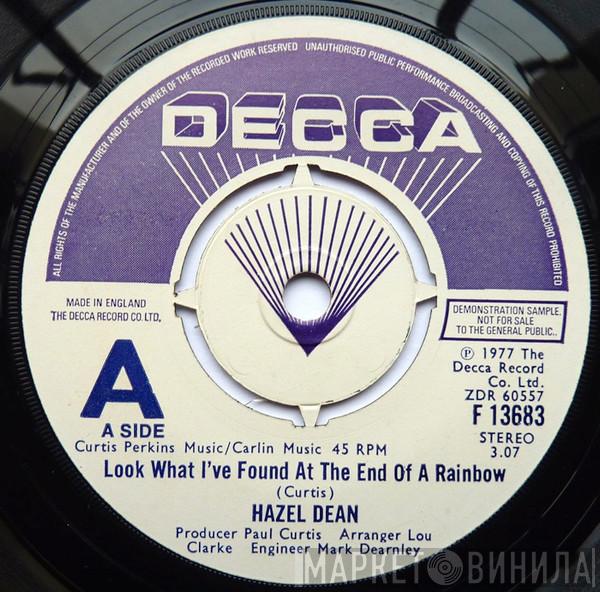 ALL RIGHTS OF THE MANUFACTURER AND OF THE OWNER OF THE RECORDED WORK RESERVED UNAUTHORISED PUBLIC PERFORMANCE BROADCASTING AND COPYING OF THIS RECORD PROHIBITED
DECCA
MADE IN ENGLAND
THE DECCA RECORD CO. LTD.
DEMONSTRATION SAMPLE.
NOT FOR SALE
TO THE GENERAL PUBLIC..
A
A SIDE
℗ 1977 The
Decca Record
Co. Ltd.
ZDR 60557
F 13683
STEREO
3.07
Curtis Perkins Music/Carlin Music 45 RPM
Look What I've Found At The End Of A Rainbow
(Curtis)
HAZEL DEAN
Producer Paul Curtis Arranger Lou
Clarke Engineer Mark Dearnley
МАРКЕТ ВИНИЛА